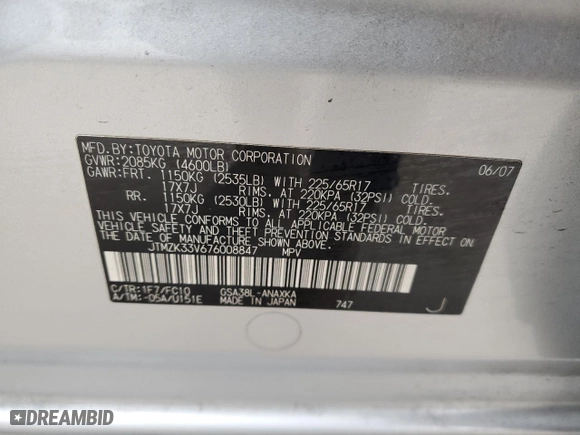 MFD. BY: TOYOTA MOTOR CORPORATION 06/07
GVWR: 2085KG (4600LB)
GAWR: FRT. 1150KG (2535LB) WITH 225/65R17 TIRES.
17X7J RIMS. AT 220KPA (32PSI) COLD.
RR. 1150KG (2530LB) WITH 225/65R17 TIRES.
17X7J RIMS. AT 220KPA (32PSI) COLD.
THIS VEHICLE CONFORMS TO ALL APPLICABLE FEDERAL MOTOR
VEHICLE SAFETY AND THEFT PREVENTION STANDARDS IN EFFECT
ON THE DATE OF MANUFACTURE SHOWN ABOVE.
JTMZK33V676008847 MPV
C/TR: 1F7/FC10 GSA38L-ANAXKA
A/TM: -05A/U151E MADE IN JAPAN 747 J
DREAMBID